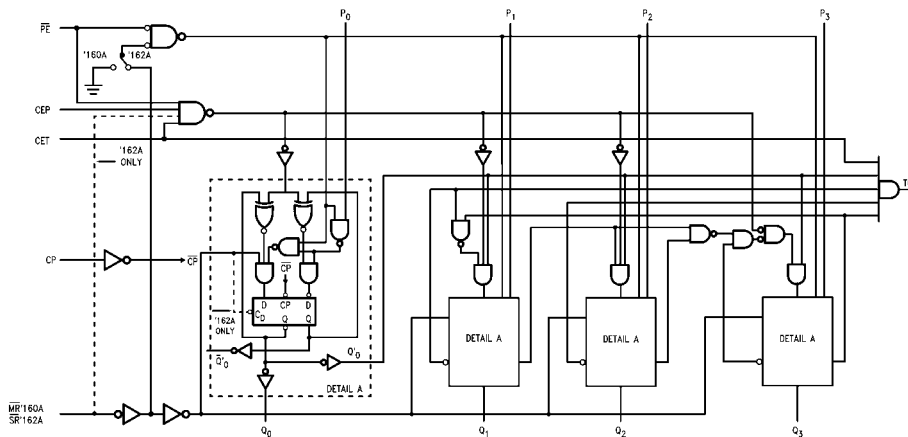 P0
P1
P2
P3
PE
'160A
'162A
CEP
CET
'162A
ONLY
CP
CP
CP
D
CP
D
CD
Q
Q
'162A
ONLY
Q'0
Q'0
DETAIL A
DETAIL A
DETAIL A
DETAIL A
MR'160A
SR'162A
Q0
Q1
Q2
Q3